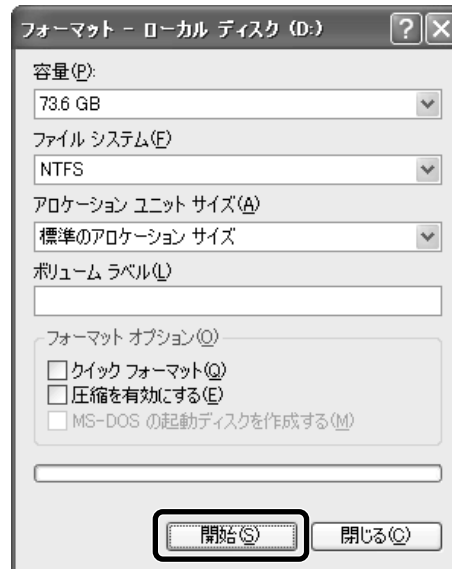 フォーマット - ローカル ディスク (D:)
容量(P):
73.6 GB
ファイル システム(F)
NTFS
アロケーション ユニット サイズ(A)
標準のアロケーション サイズ
ボリューム ラベル(L)
フォーマット オプション(O)
クイック フォーマット(Q)
圧縮を有効にする(E)
MS-DOS の起動ディスクを作成する(M)
開始(S) 閉じる(C)